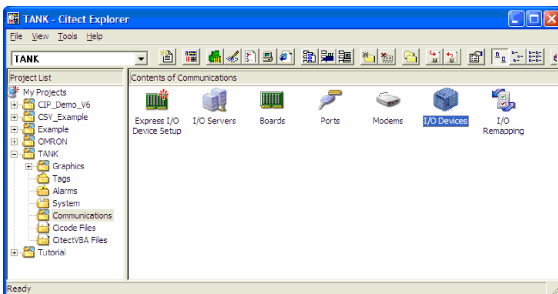 TANK - Citect Explorer
File View Tools Help
TANK
Project List
Contents of Communications
My Projects
CIP_Demo_V6
CSV_Example
Example
OMRON
TANK
Graphics
Tags
Alarms
System
Communications
Cicode Files
CitectVBA Files
Tutorial
Express I/O Device Setup
I/O Servers
Boards
Ports
Modems
I/O Devices
I/O Remapping
Ready